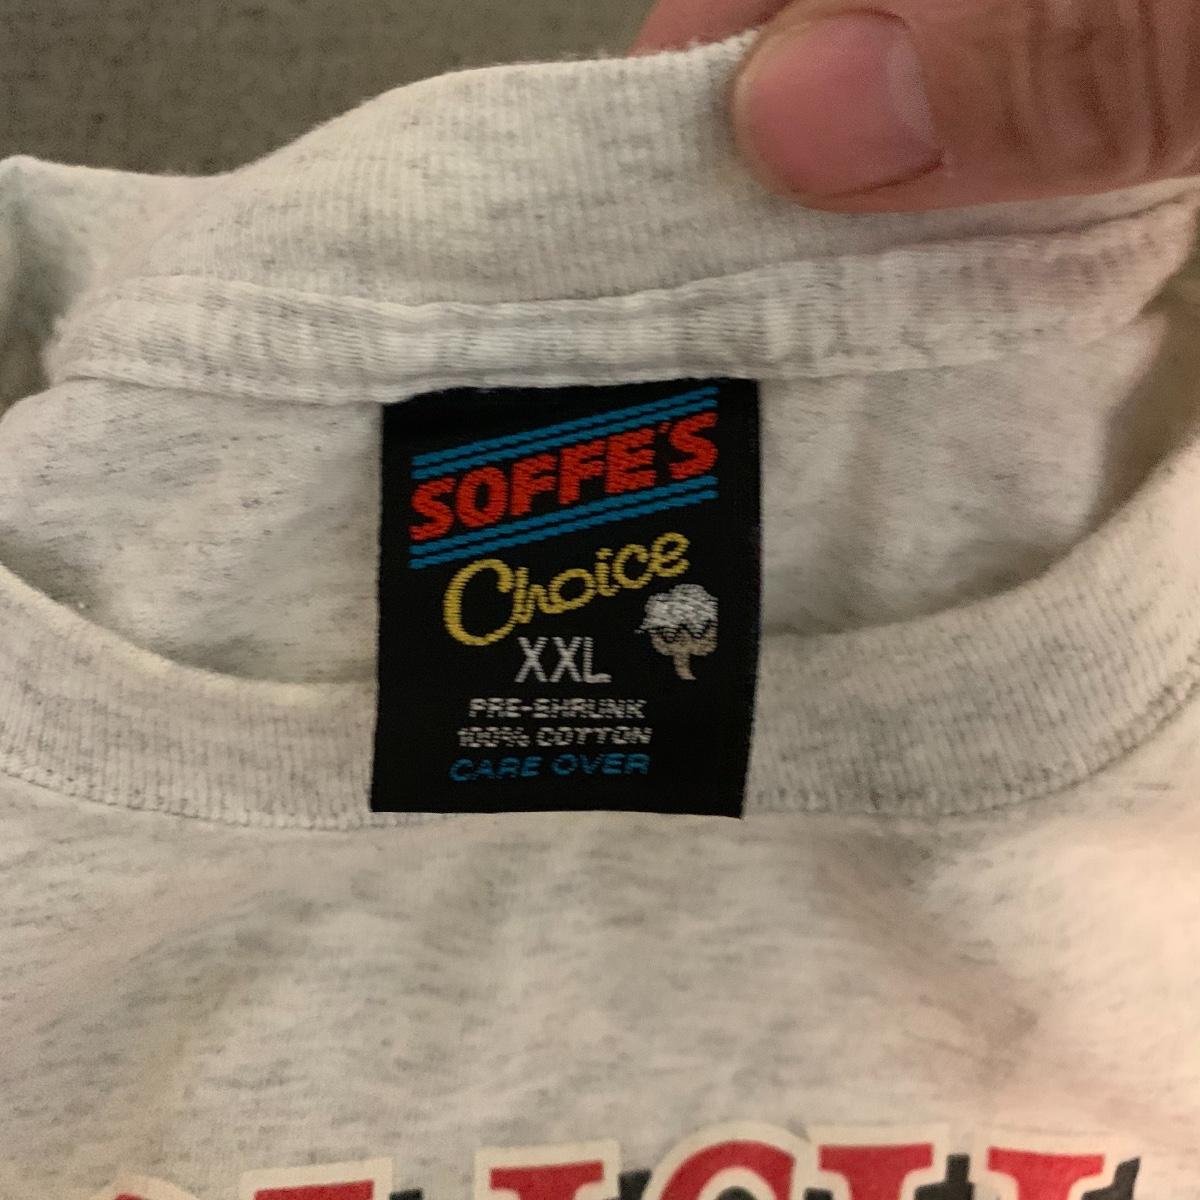 SOFFE'S
Choice
XXL
PRE-SHRUNK
100% COTTON
CARE OVER